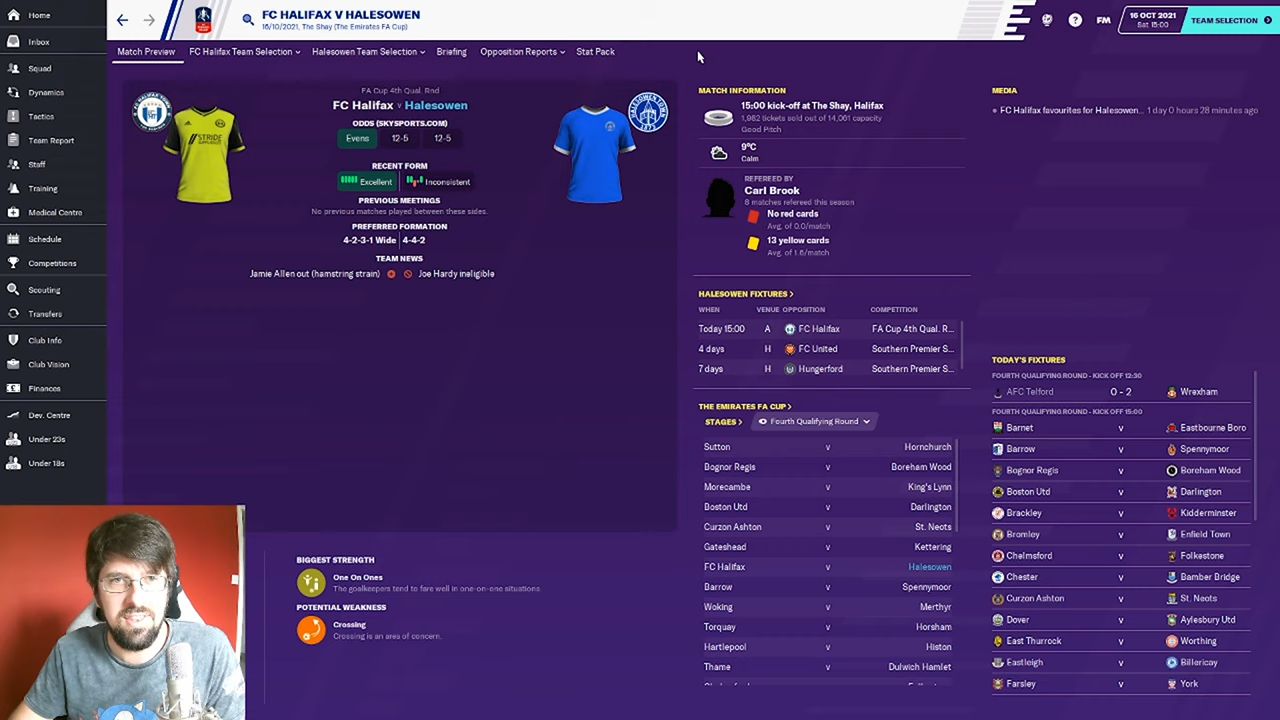 Home
Inbox
Squad
Dynamics
Tactics
Team Report
Staff
Training
Medical Centre
Schedule
Competitions
Scouting
Transfers
Club Info
Club Vision
Finances
Dev. Centre
Under 23s
Under 18s
FC HALIFAX V HALESOWEN
16/10/2021, The Shay (The Emirates FA Cup)
?
FM
16 OCT 2021
Sat 15:00
TEAM SELECTION
Match Preview
FC Halifax Team Selection
Halesowen Team Selection
Briefing
Opposition Reports
Stat Pack
FA Cup 4th Qual. Rnd
FC Halifax v Halesowen
ODDS (SKYSPORTS.COM)
Evens 12-5 12-5
RECENT FORM
Excellent Inconsistent
PREVIOUS MEETINGS
No previous matches played between these sides.
PREFERRED FORMATION
4-2-3-1 Wide 4-4-2
TEAM NEWS
Jamie Allen out (hamstring strain) Joe Hardy ineligible
STRIDE
BIGGEST STRENGTH
One On Ones
The goalkeepers tend to fare well in one-on-one situations.
POTENTIAL WEAKNESS
Crossing
Crossing is an area of concern.
MATCH INFORMATION
15:00 kick-off at The Shay, Halifax
1,982 tickets sold out of 14,061 capacity
Good Pitch
9°C
Calm
REFEREED BY
Carl Brook
8 matches refereed this season
No red cards
Avg. of 0.0/match
13 yellow cards
Avg. of 1.6/match
HALESOWEN FIXTURES >
WHEN VENUE OPPOSITION COMPETITION
Today 15:00 A FC Halifax FA Cup 4th Qual. R...
4 days H FC United Southern Premier S...
7 days H Hungerford Southern Premier S...
THE EMIRATES FA CUP >
STAGES > Fourth Qualifying Round
Sutton v Hornchurch
Bognor Regis v Boreham Wood
Morecambe v King's Lynn
Boston Utd v Darlington
Curzon Ashton v St. Neots
Gateshead v Kettering
FC Halifax v Halesowen
Barrow v Spennymoor
Woking v Merthyr
Torquay v Horsham
Hartlepool v Histon
Thame v Dulwich Hamlet
MEDIA
FC Halifax favourites for Halesowen... 1 day 0 hours 28 minutes ago
TODAY'S FIXTURES
FOURTH QUALIFYING ROUND - KICK OFF 12:30
AFC Telford 0 - 2 Wrexham
FOURTH QUALIFYING ROUND - KICK OFF 15:00
Barnet v Eastbourne Boro
Barrow v Spennymoor
Bognor Regis v Boreham Wood
Boston Utd v Darlington
Brackley v Kidderminster
Bromley v Enfield Town
Chelmsford v Folkestone
Chester v Bamber Bridge
Curzon Ashton v St. Neots
Dover v Aylesbury Utd
East Thurrock v Worthing
Eastleigh v Billericay
Farsley v York